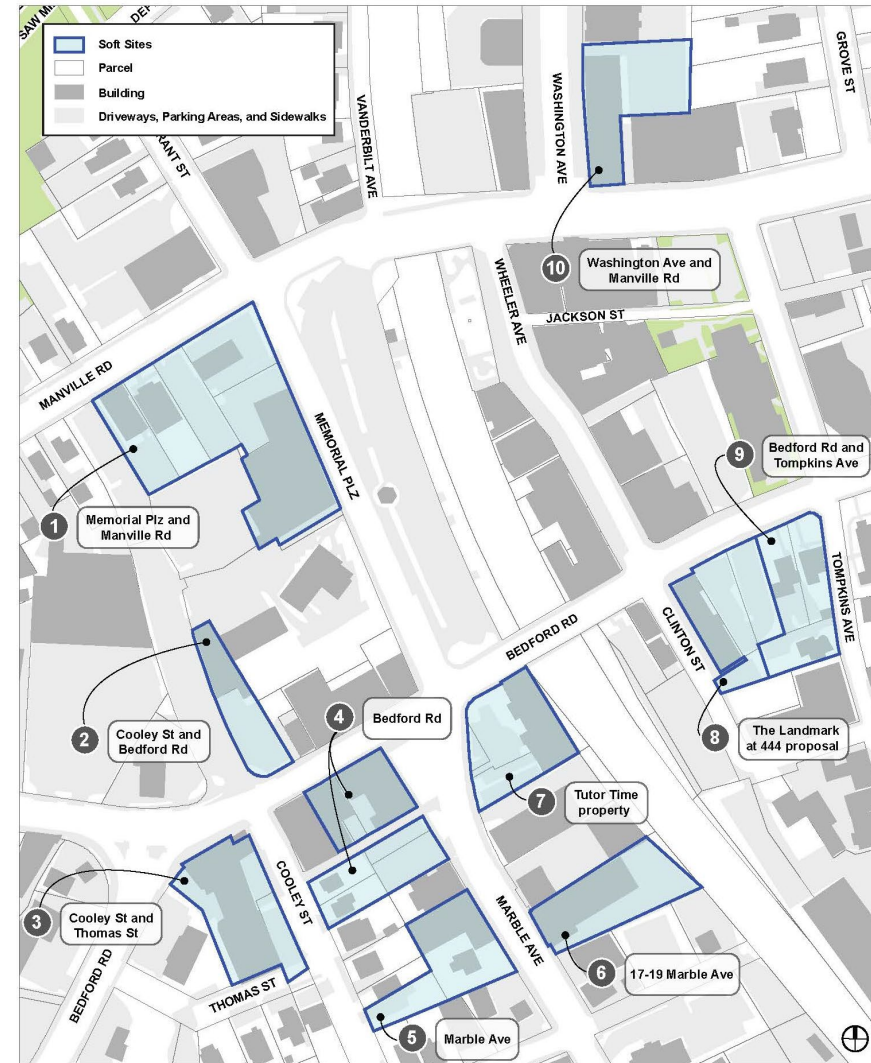 SAW MI
DEP
Soft Sites
Parcel
Building
Driveways, Parking Areas, and Sidewalks
RANT ST
VANDERBILT AVE
WASHINGTON AVE
GROVE ST
10
Washington Ave and
Manville Rd
WHEELER AVE
JACKSON ST
MANVILLE RD
MEMORIAL PLZ
1
Memorial Plz and
Manville Rd
9
Bedford Rd and
Tompkins Ave
TOMPKINS AVE
CLINTON ST
BEDFORD RD
8
The Landmark
at 444 proposal
2
Cooley St and
Bedford Rd
4
Bedford Rd
7
Tutor Time
property
3
Cooley St and
Thomas St
COOLEY ST
MARBLE AVE
BEDFORD RD
THOMAS ST
6
17-19 Marble Ave
5
Marble Ave